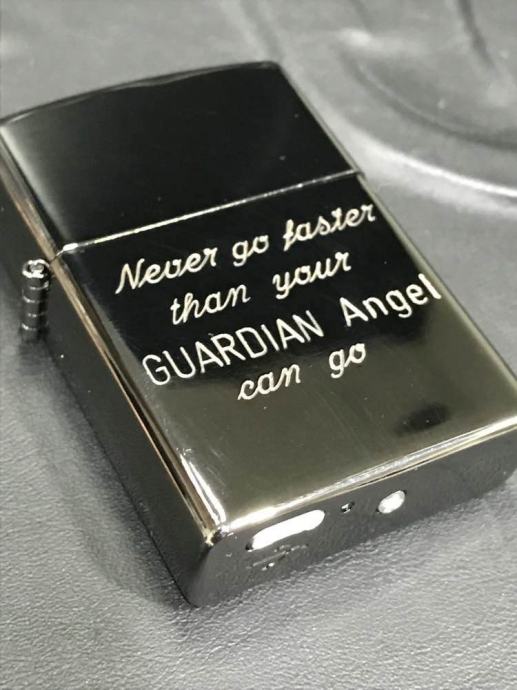 Never go faster
than your
GUARDIAN Angel
can go